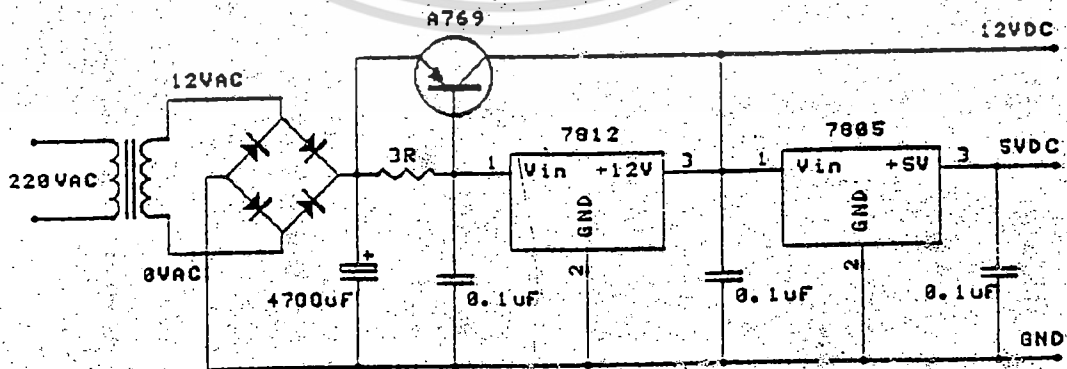 A769
12VDC
12VAC
7812
7805
220VAC
3R
1
Vin +12V
3
1
Vin +5V
3
5VDC
GND
GND
2
2
0VAC
+
4700uF
0.1uF
0.1uF
0.1uF
GND